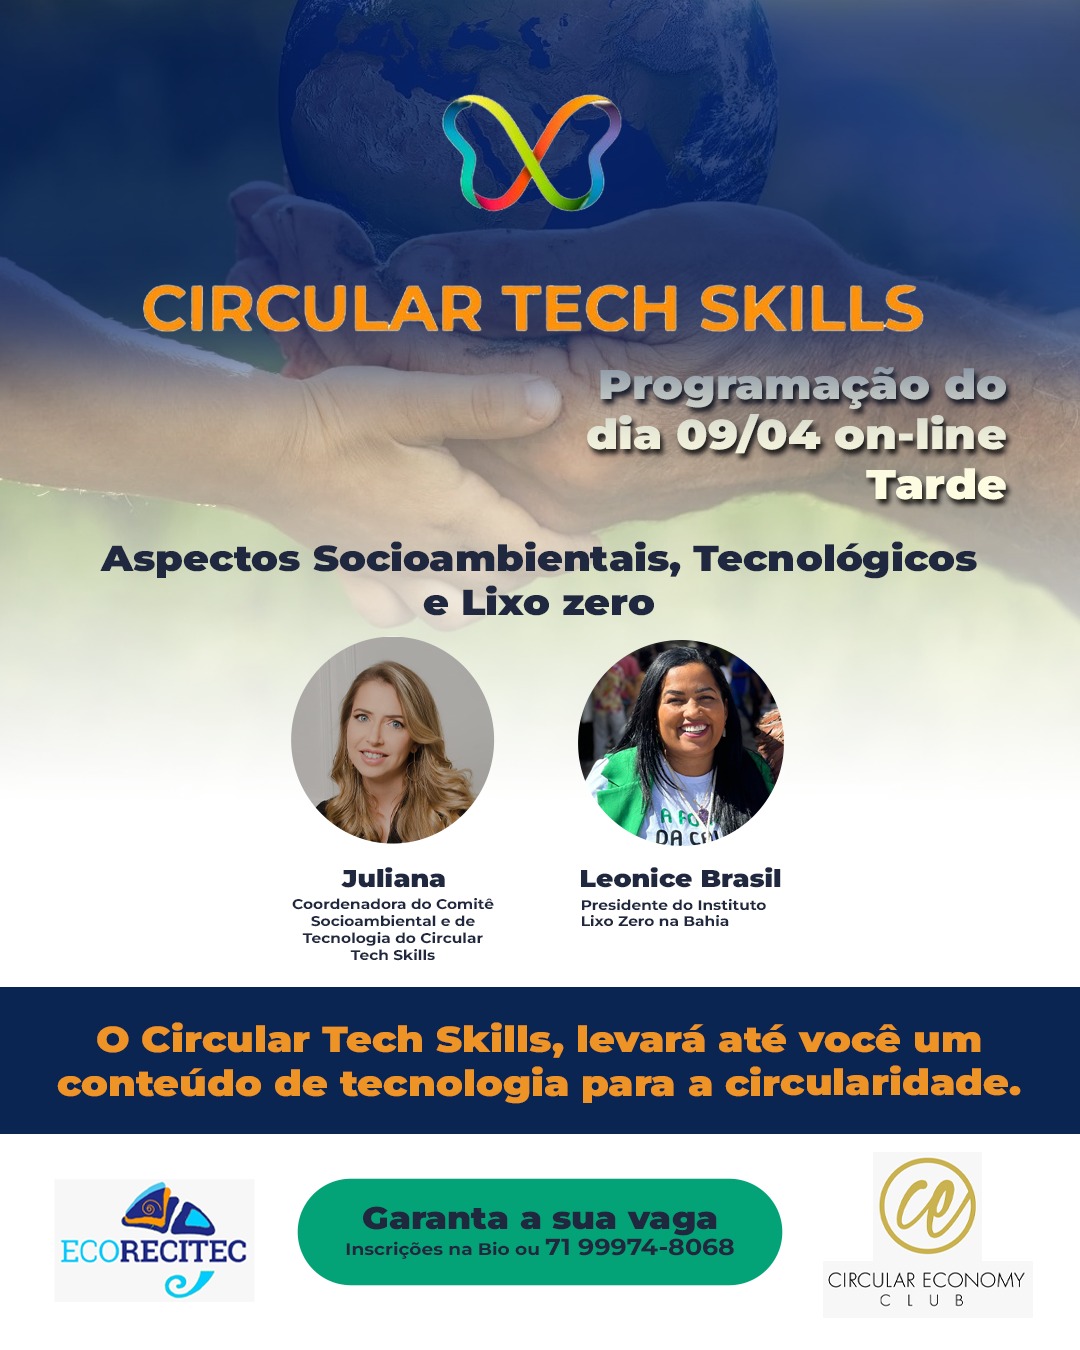 CIRCULAR TECH SKILLS
Programação do
dia 09/04 on-line
Tarde
Aspectos Socioambientais, Tecnológicos
e Lixo zero
Juliana
Coordenadora do Comitê
Socioambiental e de
Tecnologia do Circular
Tech Skills
Leonice Brasil
Presidente do Instituto
Lixo Zero na Bahia
O Circular Tech Skills, levará até você um
conteúdo de tecnologia para a circularidade.
ECORECITEC
Garanta a sua vaga
Inscrições na Bio ou 71 99974-8068
ce
CIRCULAR ECONOMY
CLUB